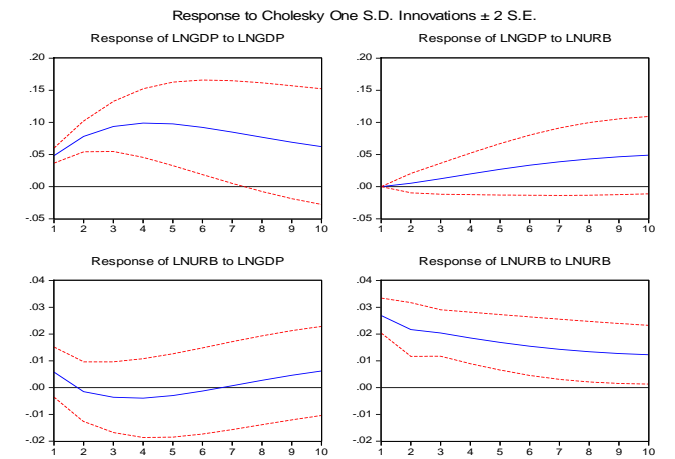 Response to Cholesky One S.D. Innovations ± 2 S.E.
Response of LNGDP to LNGDP
.20
.15
.10
.05
.00
-.05
1 2 3 4 5 6 7 8 9 10
Response of LNGDP to LNURB
.20
.15
.10
.05
.00
-.05
1 2 3 4 5 6 7 8 9 10
Response of LNURB to LNGDP
.04
.03
.02
.01
.00
-.01
-.02
1 2 3 4 5 6 7 8 9 10
Response of LNURB to LNURB
.04
.03
.02
.01
.00
-.01
-.02
1 2 3 4 5 6 7 8 9 10